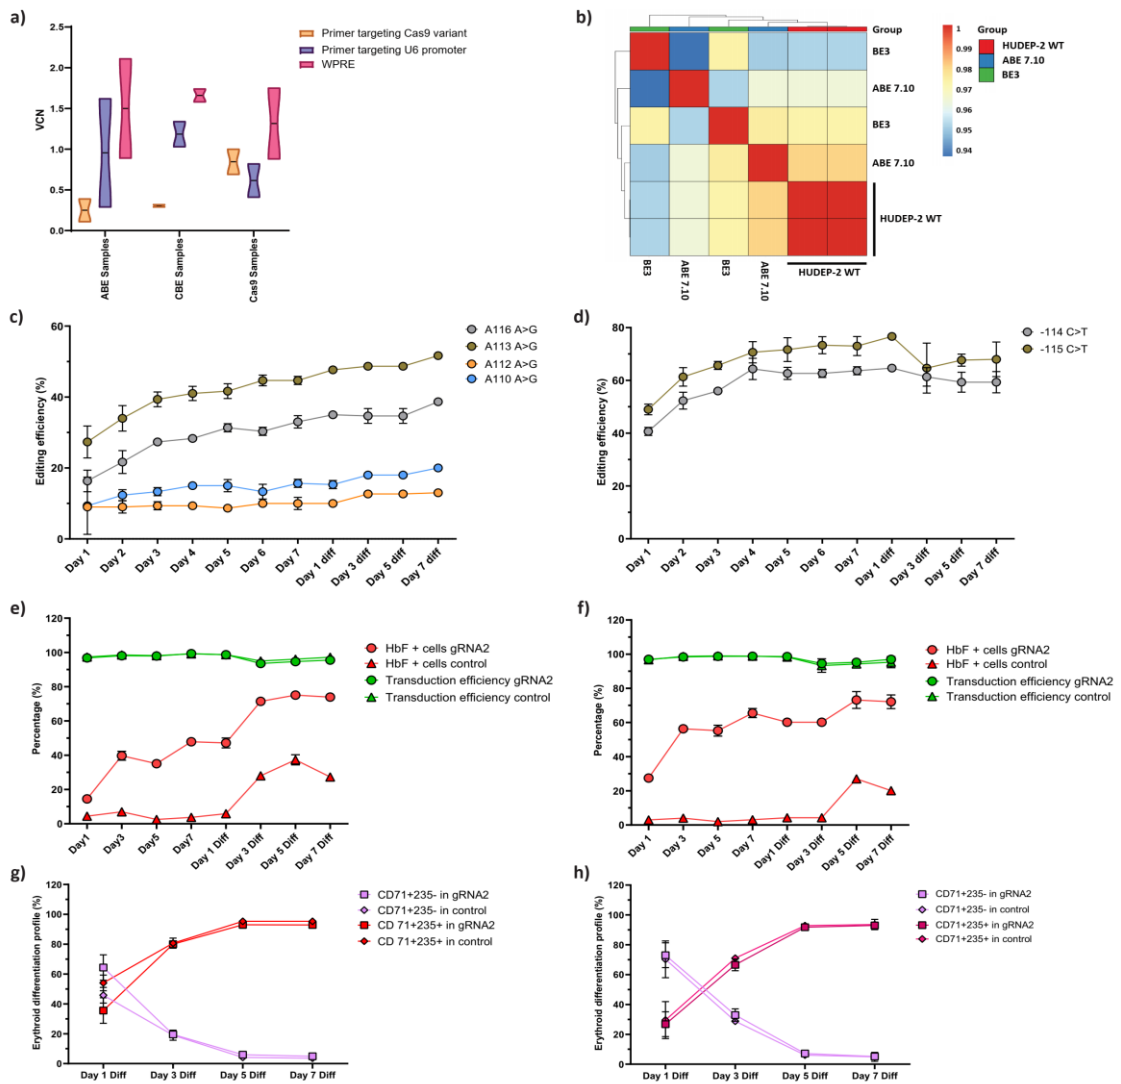 a)
VCN
2.5
2.0
1.5
1.0
0.5
0.0
ABE Samples
CBE Samples
Cas9 Samples
Primer targeting Cas9 variant
Primer targeting U6 promoter
WPRE
b)
Group
BE3
ABE 7.10
BE3
ABE 7.10
HUDEP-2 WT
BE3
ABE 7.10
BE3
ABE 7.10
HUDEP-2 WT
1
0.99
0.98
0.97
0.96
0.95
0.94
Group
HUDEP-2 WT
ABE 7.10
BE3
c)
Editing efficiency (%)
60
40
20
0
Day 1
Day 2
Day 3
Day 4
Day 5
Day 6
Day 7
Day 1 diff
Day 3 diff
Day 5 diff
Day 7 diff
A116 A>G
A113 A>G
A112 A>G
A110 A>G
d)
Editing efficiency (%)
80
60
40
20
0
Day 1
Day 2
Day 3
Day 4
Day 5
Day 6
Day 7
Day 1 diff
Day 3 diff
Day 5 diff
Day 7 diff
-114 C>T
-115 C>T
e)
Percentage (%)
120
100
80
60
40
20
0
Day1
Day3
Day5
Day7
Day 1 Diff
Day 3 Diff
Day 5 Diff
Day 7 Diff
HbF + cells gRNA2
HbF + cells control
Transduction efficiency gRNA2
Transduction efficiency control
f)
Percentage (%)
120
100
80
60
40
20
0
Day 1
Day 3
Day 5
Day 7
Day1 Diff
Day 3 Diff
Day 5 Diff
Day 7 Diff
HbF + cells gRNA2
HbF + cells control
Transduction efficiency gRNA2
Transduction efficiency control
g)
Erythroid differentiation profile (%)
120
100
80
60
40
20
0
Day 1 Diff
Day 3 Diff
Day 5 Diff
Day 7 Diff
CD71+235- in gRNA2
CD71+235- in control
CD 71+235+ in gRNA2
CD 71+235+ in control
h)
Erythroid differentiation profile (%)
120
100
80
60
40
20
0
Day 1 Diff
Day 3 Diff
Day 5 Diff
Day 7 Diff
CD71+235- in gRNA2
CD71+235- in control
CD71+235+ in gRNA2
CD71+235+ in control